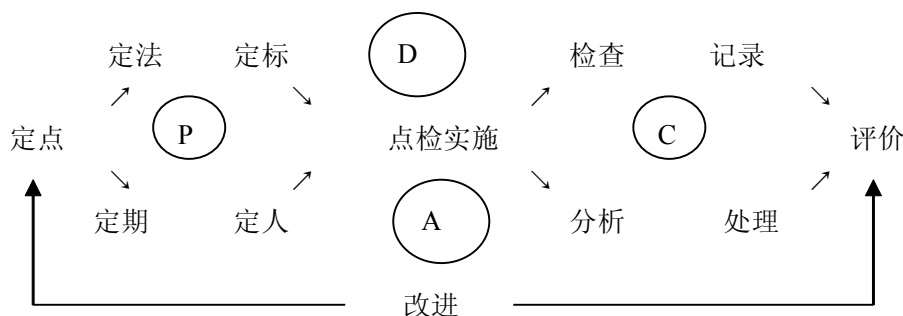 定法 定标 D 检查 记录
↗ P ↘ ↗ C ↘
定点 点检实施 评价
↘ ↗ ↘ ↗
定期 定人 A 分析 处理
改进